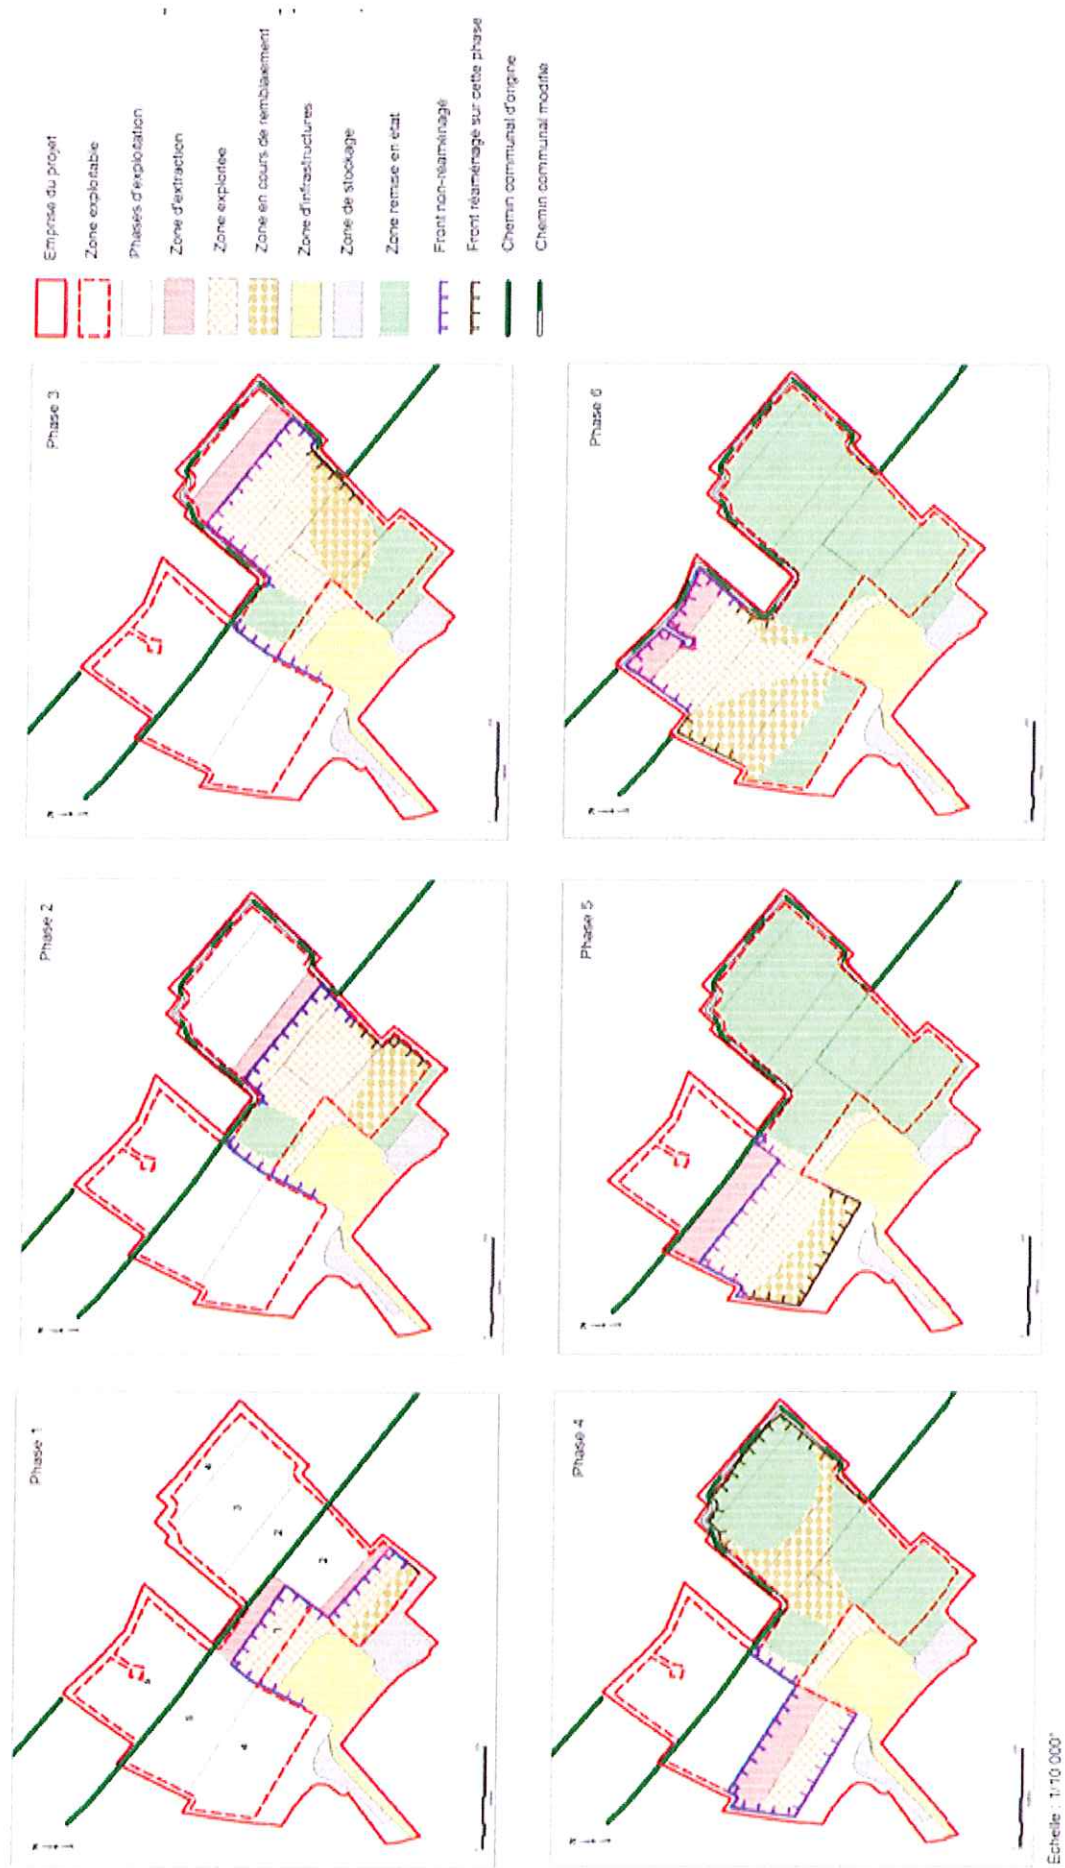 Phase 1
Phase 2
Phase 3
Emprise du projet
Zone exploitable
Phases d'exploitation
Zone d'extraction
Zone exploitée
Zone en cours de remblaiement
Zone d'infrastructures
Zone de stockage
Zone remise en état
Front non-réaménagé
Front réaménagé sur cette phase
Chemin communal d'origine
Chemin communal modifié
Phase 4
Phase 5
Phase 6
Echelle : 1/10 000°